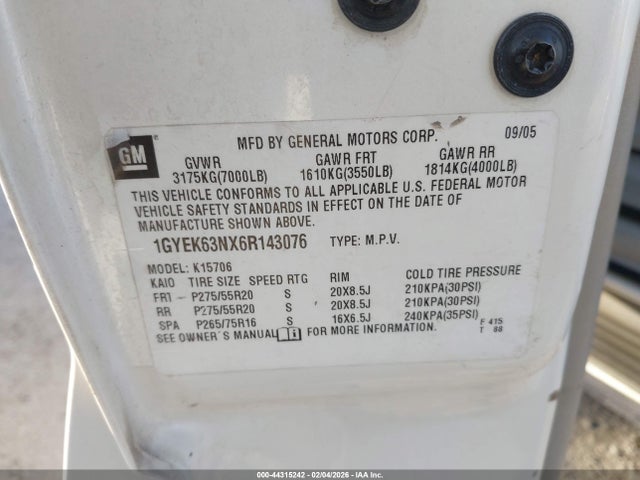 MFD BY GENERAL MOTORS CORP. 09/05
GM
GVWR GAWR FRT GAWR RR
3175KG(7000LB) 1610KG(3550LB) 1814KG(4000LB)
THIS VEHICLE CONFORMS TO ALL APPLICABLE U.S. FEDERAL MOTOR
VEHICLE SAFETY STANDARDS IN EFFECT ON THE DATE OF
MANUFACTURE SHOWN ABOVE.
1GYEK63NX6R143076 TYPE: M.P.V.
MODEL: K15706
KAIO TIRE SIZE SPEED RTG RIM COLD TIRE PRESSURE
FRT P275/55R20 S 20X8.5J 210KPA(30PSI)
RR P275/55R20 S 20X8.5J 210KPA(30PSI)
SPA P265/75R16 S 16X6.5J 240KPA(35PSI) E 415
SEE OWNER'S MANUAL i FOR MORE INFORMATION. T 88
000-44315242 - 02/04/2026 - IAA Inc.